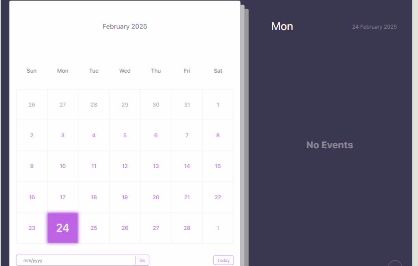 February 2025
Sun Mon Tue Wed Thu Fri Sat
26 27 28 29 30 31 1
2 3 4 5 6 7 8
9 10 11 12 13 14 15
16 17 18 19 20 21 22
23 24 25 26 27 28 1
mm/yyyy Go Today
Mon
24 February 2025
No Events